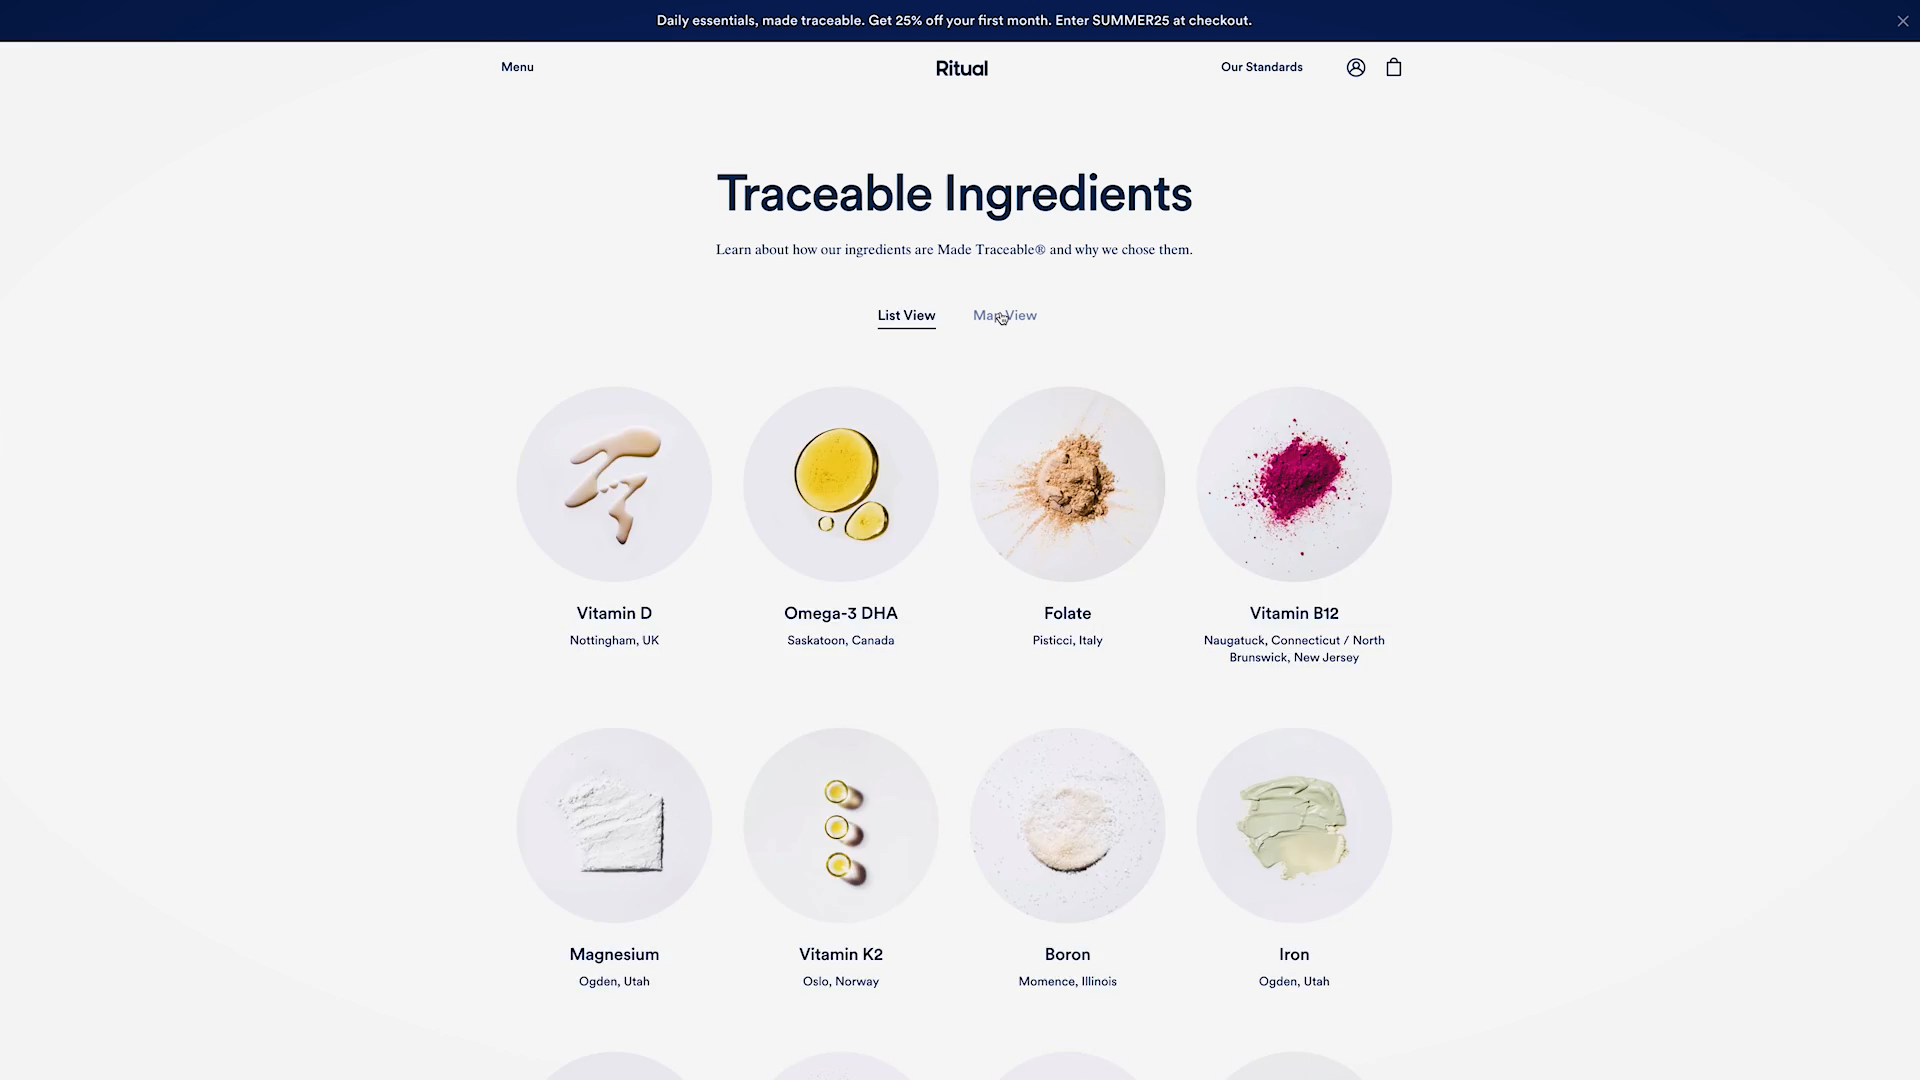 Daily essentials, made traceable. Get 25% off your first month. Enter SUMMER25 at checkout.
Menu
Ritual
Our Standards
Traceable Ingredients
Learn about how our ingredients are Made Traceable® and why we chose them.
List View
Map View
Vitamin D
Nottingham, UK
Omega-3 DHA
Saskatoon, Canada
Folate
Pisticci, Italy
Vitamin B12
Naugatuck, Connecticut / North
Brunswick, New Jersey
Magnesium
Ogden, Utah
Vitamin K2
Oslo, Norway
Boron
Momence, Illinois
Iron
Ogden, Utah